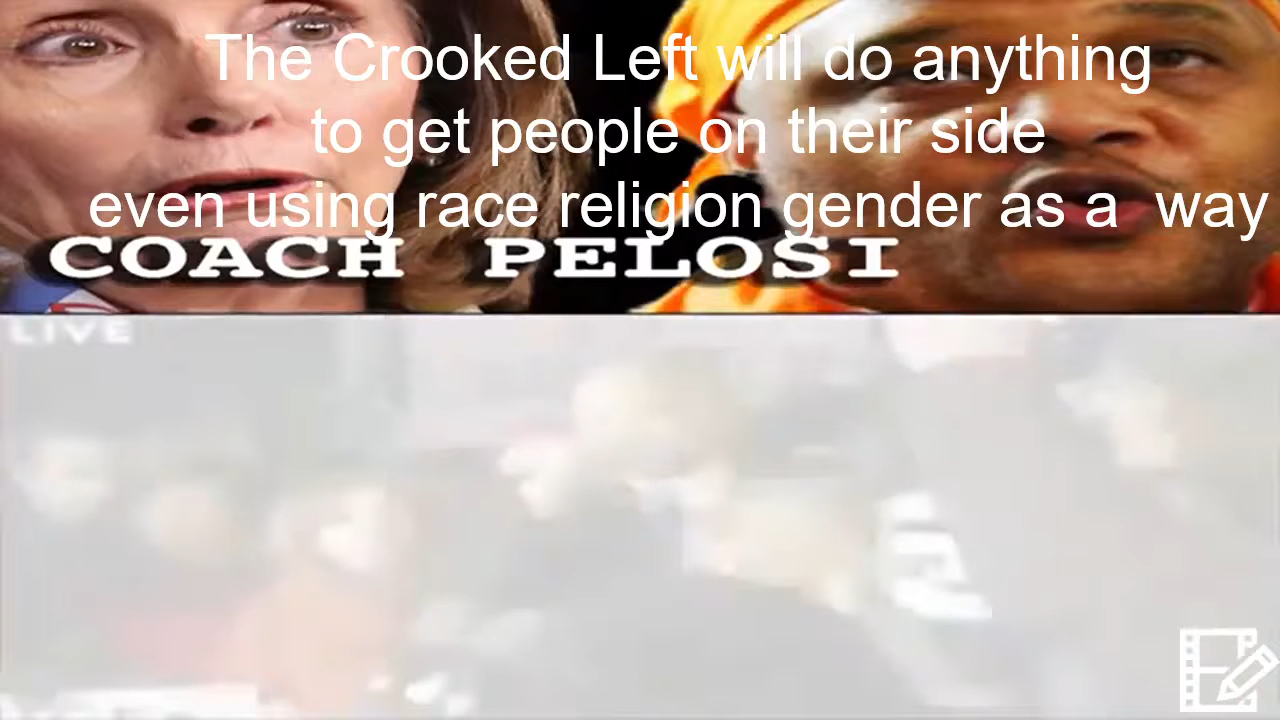 The Crooked Left will do anything
to get people on their side
even using race religion gender as a way
COACH PELOSI
LIVE